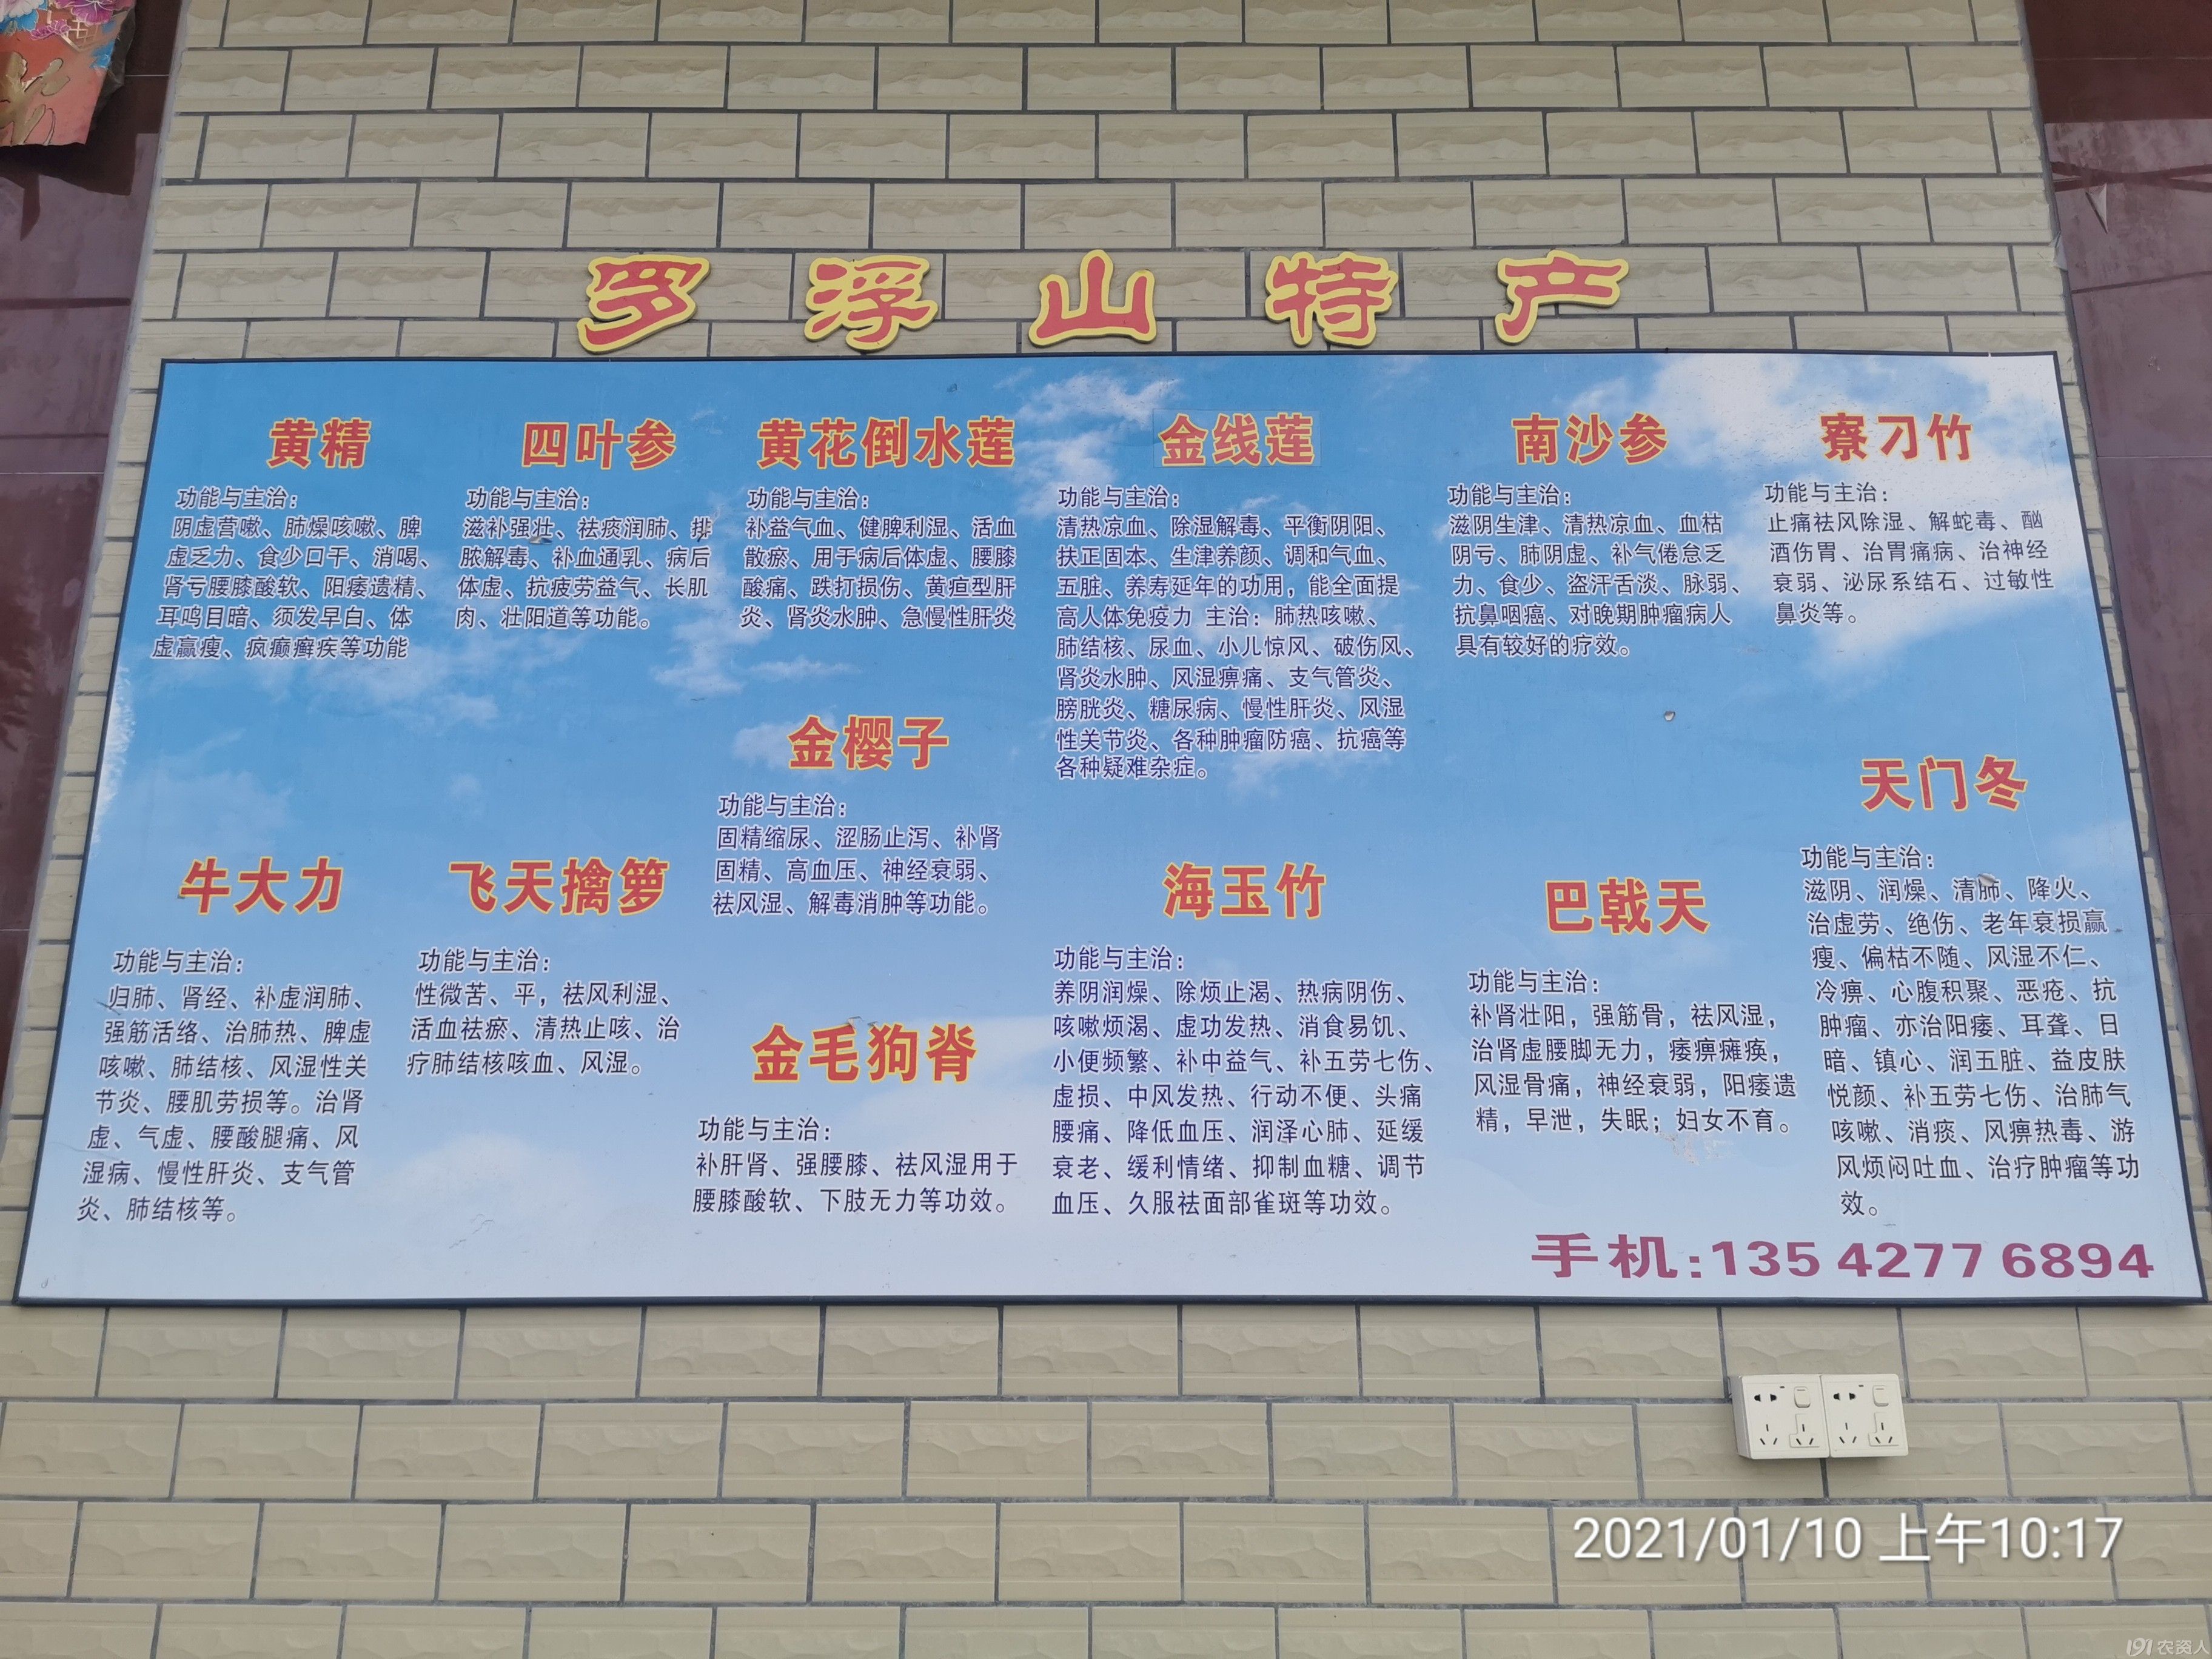 罗浮山特产
黄精
功能与主治：
阴虚营嗽、肺燥咳嗽、脾
虚乏力、食少口干、消喝、
肾亏腰膝酸软、阳痿遗精、
耳鸣目暗、须发早白、体
虚赢瘦、疯癫癣疾等功能
四叶参
功能与主治：
滋补强壮、祛痰润肺、排
脓解毒、补血通乳、病后
体虚、抗疲劳益气、长肌
肉、壮阳道等功能。
黄花倒水莲
功能与主治：
补益气血、健脾利湿、活血
散瘀、用于病后体虚、腰膝
酸痛、跌打损伤、黄疸型肝
炎、肾炎水肿、急慢性肝炎
金线莲
功能与主治：
清热凉血、除湿解毒、平衡阴阳、
扶正固本、生津养颜、调和气血、
五脏、养寿延年的功用，能全面提
高人体免疫力 主治：肺热咳嗽、
肺结核、尿血、小儿惊风、破伤风、
肾炎水肿、风湿痹痛、支气管炎、
膀胱炎、糖尿病、慢性肝炎、风湿
性关节炎、各种肿瘤防癌、抗癌等
各种疑难杂症。
南沙参
功能与主治：
滋阴生津、清热凉血、血枯
阴亏、肺阴虚、补气倦怠乏
力、食少、盗汗舌淡、脉弱、
抗鼻咽癌、对晚期肿瘤病人
具有较好的疗效。
寮刁竹
功能与主治：
止痛祛风除湿、解蛇毒、酗
酒伤胃、治胃痛病、治神经
衰弱、泌尿系结石、过敏性
鼻炎等。
金樱子
功能与主治：
固精缩尿、涩肠止泻、补肾
固精、高血压、神经衰弱、
祛风湿、解毒消肿等功能。
天门冬
功能与主治：
滋阴、润燥、清肺、降火、
治虚劳、绝伤、老年衰损赢
瘦、偏枯不随、风湿不仁、
冷痹、心腹积聚、恶疮、抗
肿瘤、亦治阳痿、耳聋、日
暗、镇心、润五脏、益皮肤
悦颜、补五劳七伤、治肺气
咳嗽、消痰、风痹热毒、游
风烦闷吐血、治疗肿瘤等功
效。
牛大力
功能与主治：
归肺、肾经、补虚润肺、
强筋活络、治肺热、脾虚
咳嗽、肺结核、风湿性关
节炎、腰肌劳损等。治肾
虚、气虚、腰酸腿痛、风
湿病、慢性肝炎、支气管
炎、肺结核等。
飞天擒箩
功能与主治：
性微苦、平，祛风利湿、
活血祛瘀、清热止咳、治
疗肺结核咳血、风湿。
金毛狗脊
功能与主治：
补肝肾、强腰膝、祛风湿用于
腰膝酸软、下肢无力等功效。
海玉竹
功能与主治：
养阴润燥、除烦止渴、热病阴伤、
咳嗽烦渴、虚功发热、消食易饥、
小便频繁、补中益气、补五劳七伤、
虚损、中风发热、行动不便、头痛
腰痛、降低血压、润泽心肺、延缓
衰老、缓利情绪、抑制血糖、调节
血压、久服祛面部雀斑等功效。
巴戟天
功能与主治：
补肾壮阳，强筋骨，祛风湿，
治肾虚腰脚无力，痿痹瘫痪，
风湿骨痛，神经衰弱，阳痿遗
精，早泄，失眠；妇女不育。
手机:135 4277 6894
2021/01/10 上午10:17
191农资人